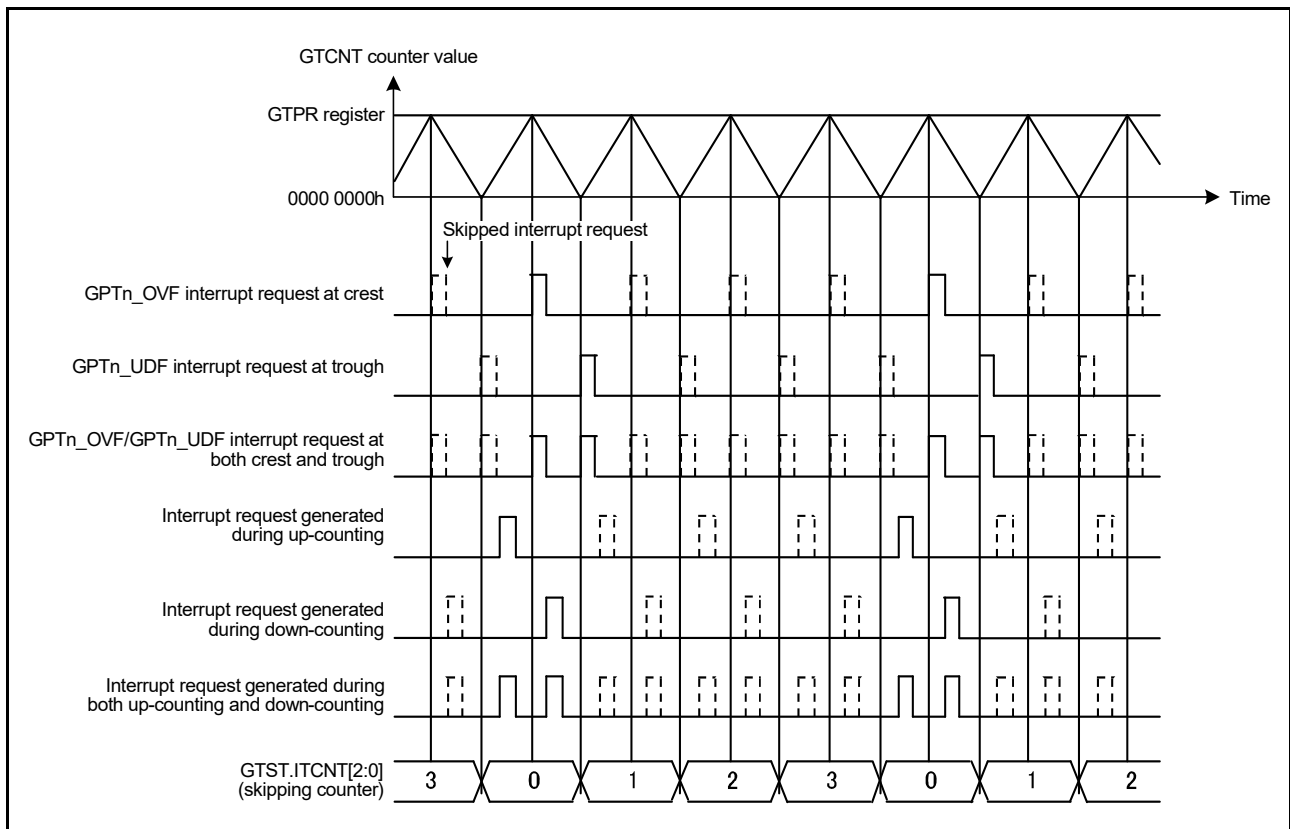 GTCNT counter value
GTPR register
0000 0000h
Time
Skipped interrupt request
GPTn_OVF interrupt request at crest
GPTn_UDF interrupt request at trough
GPTn_OVF/GPTn_UDF interrupt request at
both crest and trough
Interrupt request generated
during up-counting
Interrupt request generated
during down-counting
Interrupt request generated during
both up-counting and down-counting
GTST.ITCNT[2:0]
(skipping counter)
3 0 1 2 3 0 1 2